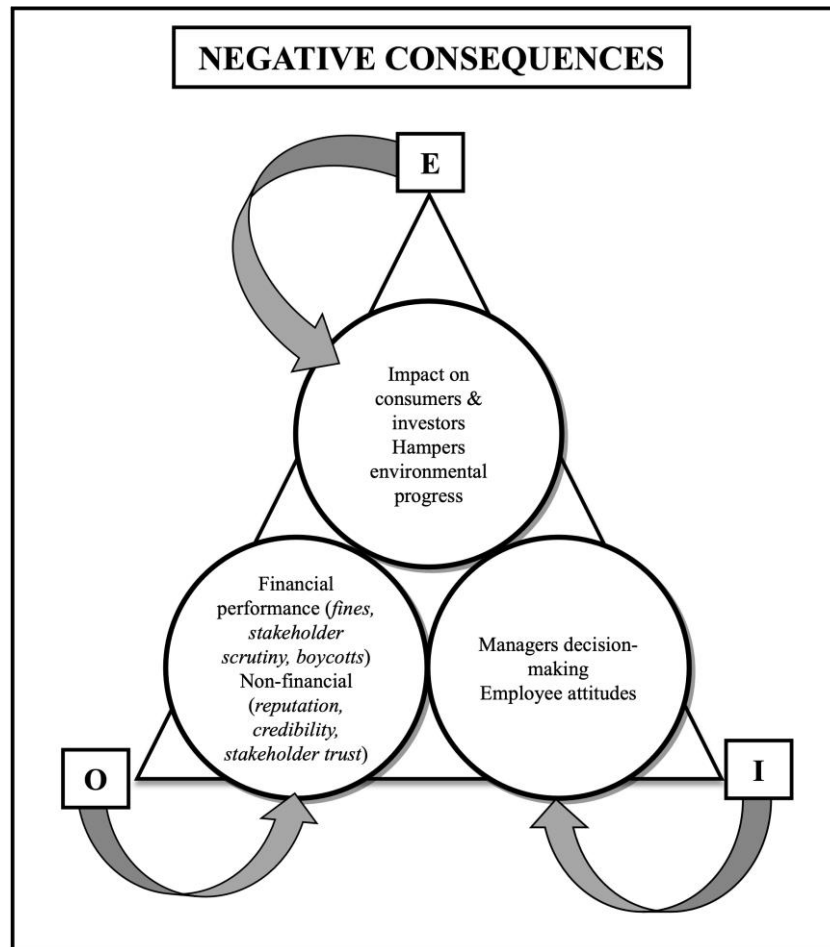 NEGATIVE CONSEQUENCES
E
Impact on
consumers &
investors
Hampers
environmental
progress
Financial
performance (fines,
stakeholder
scrutiny, boycotts)
Non-financial
(reputation,
credibility,
stakeholder trust)
Managers decision-
making
Employee attitudes
O
I